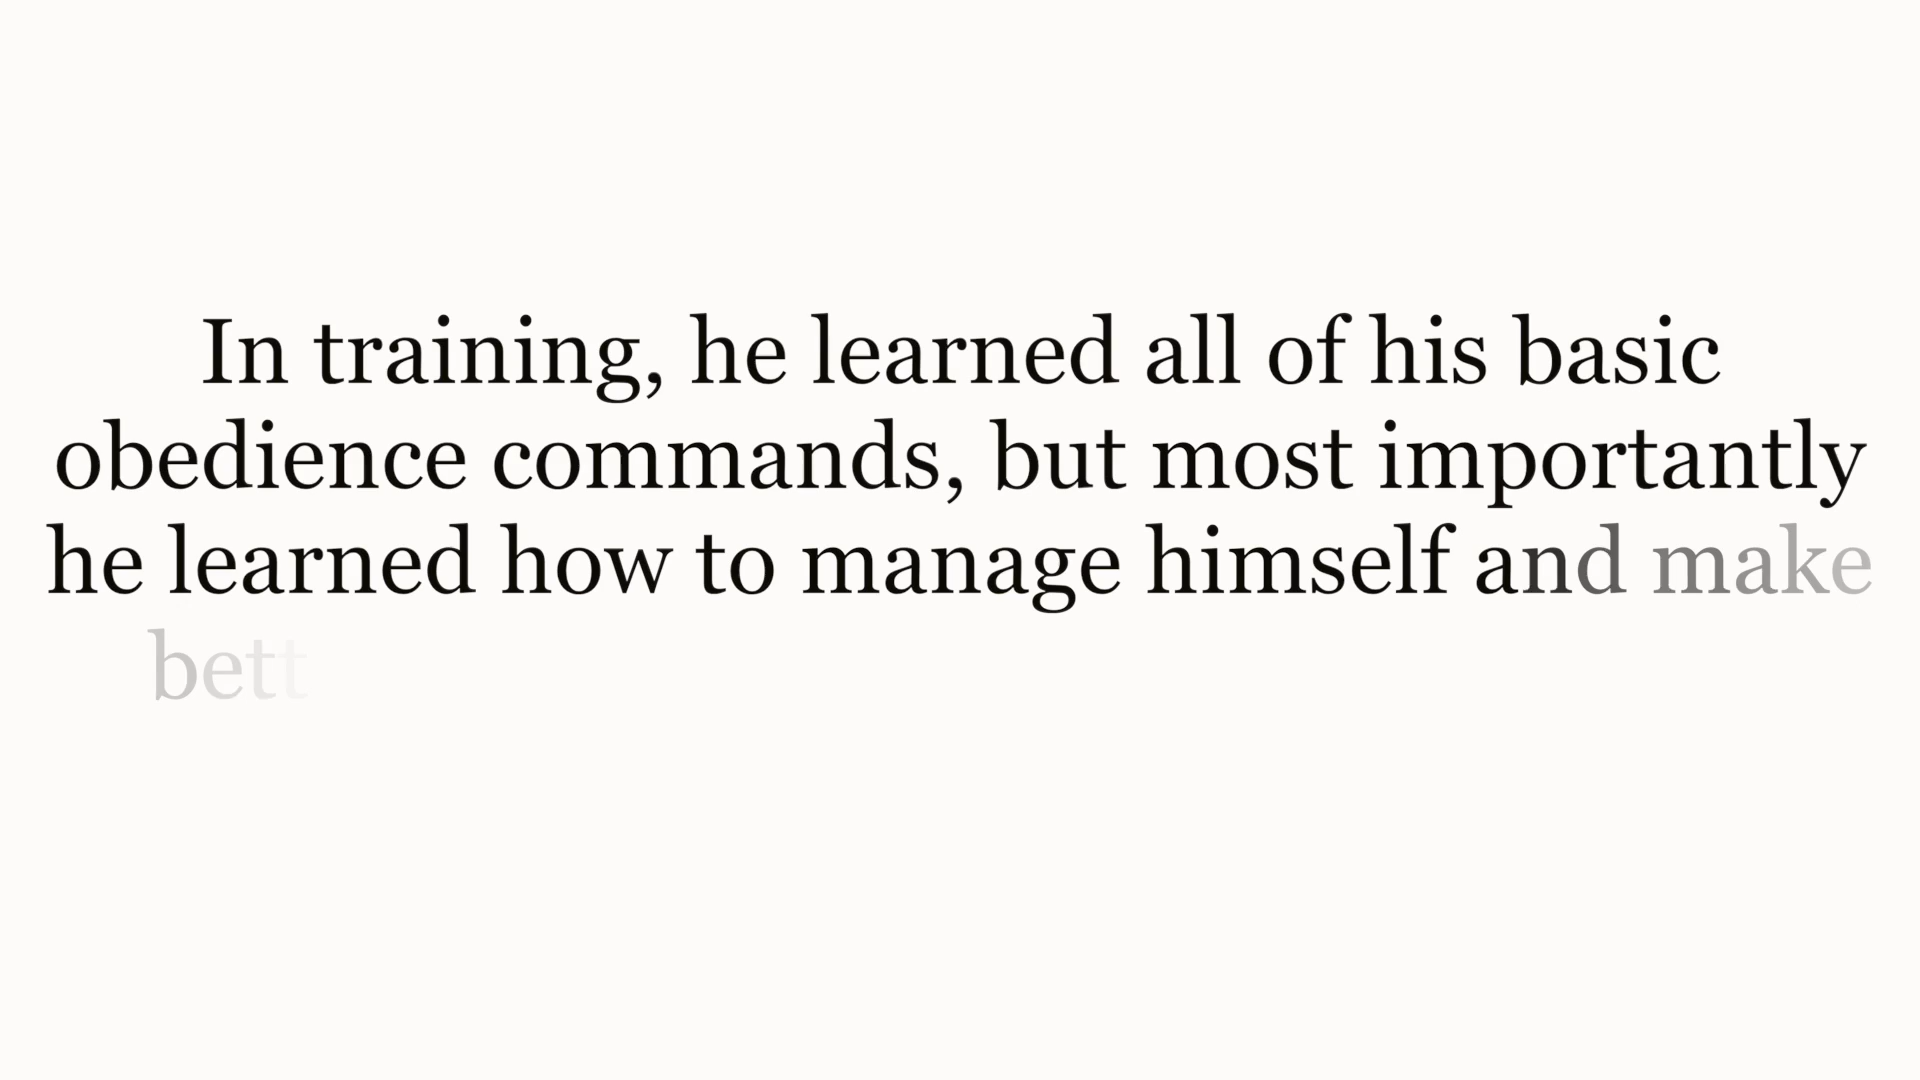 In training, he learned all of his basic
obedience commands, but most importantly
he learned how to manage himself and make
bett